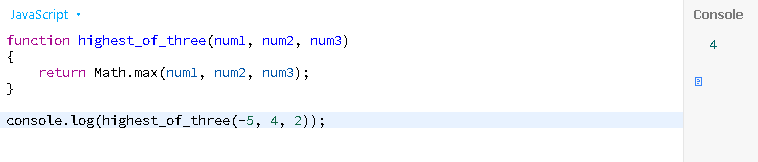 JavaScript
function highest_of_three(num1, num2, num3)
{
    return Math.max(num1, num2, num3);
}
console.log(highest_of_three(-5, 4, 2));
Console
4